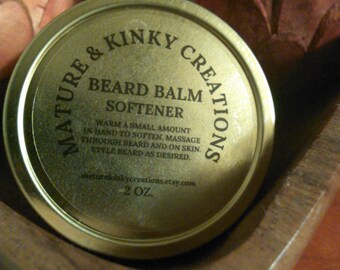 MATURE & KINKY CREATIONS
BEARD BALM
SOFTENER
WARM A SMALL AMOUNT
IN HAND TO SOFTEN, MASSAGE
THROUGH BEARD AND ON SKIN.
STYLE BEARD AS DESIRED.
maturekinkycreations.etsy.com
2 OZ.